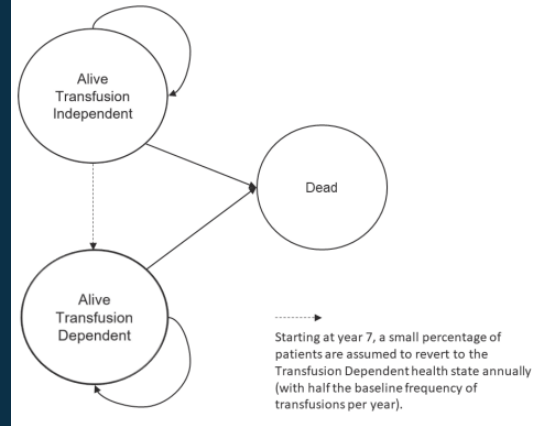 Alive
Transfusion
Independent
Dead
Alive
Transfusion
Dependent
Starting at year 7, a small percentage of
patients are assumed to revert to the
Transfusion Dependent health state annually
(with half the baseline frequency of
transfusions per year).